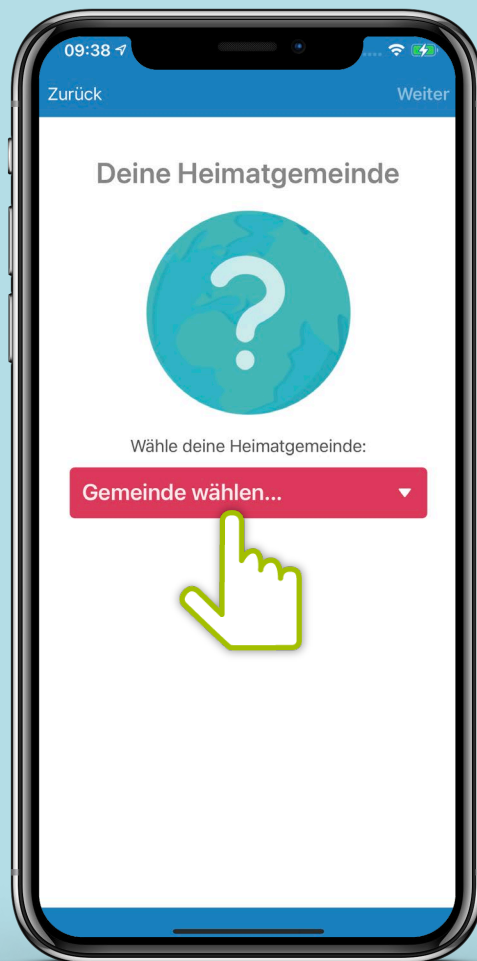 09:38
Zurück
Weiter
Deine Heimatgemeinde
?
Wähle deine Heimatgemeinde:
Gemeinde wählen...